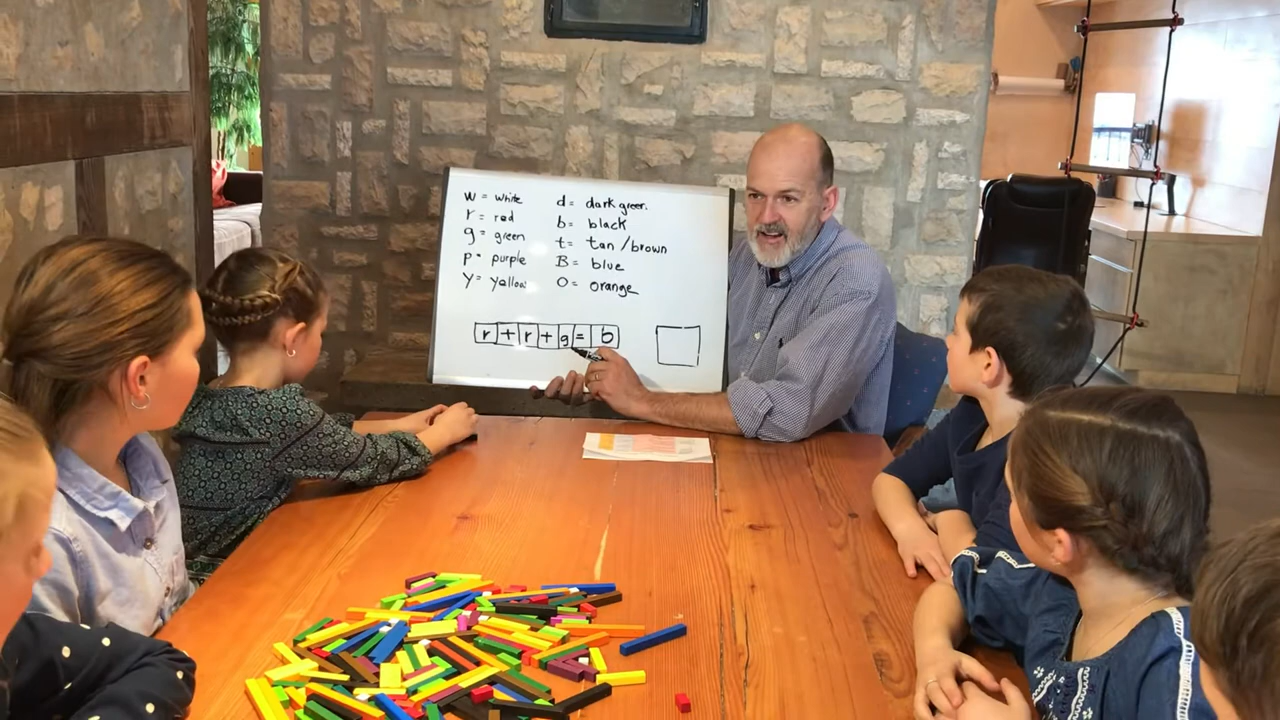 w = white
r = red
g = green
p = purple
y = yellow
d = dark green.
b = black
t = tan / brown
B = blue
O = orange
r + r + g = b